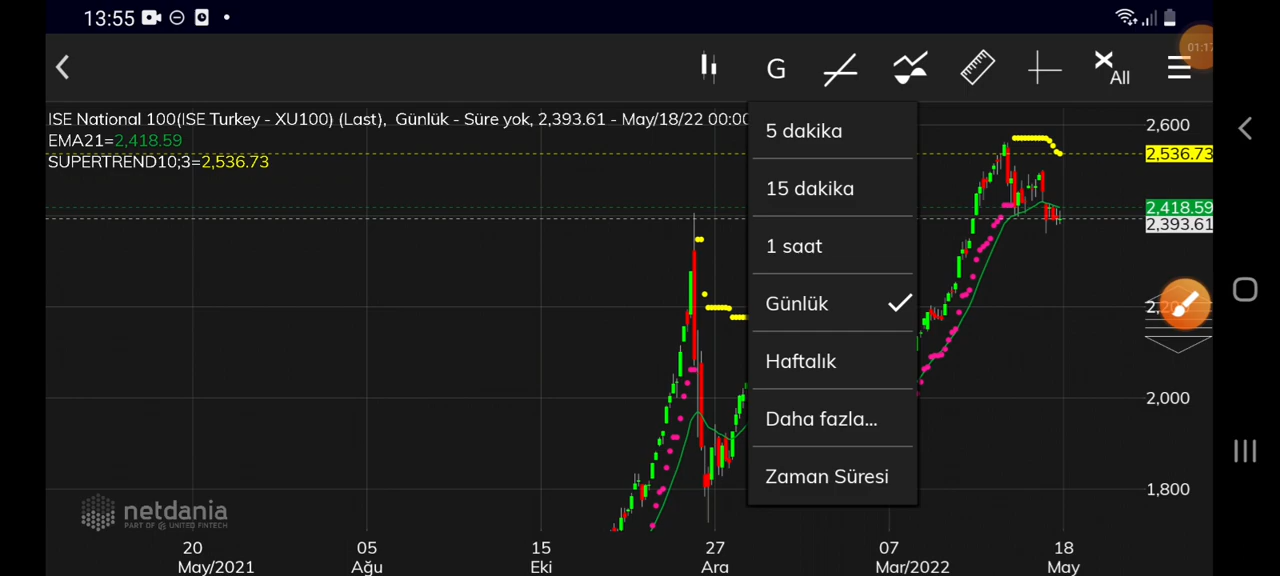 13:55
01:17
G
All
ISE National 100(ISE Turkey - XU100) (Last), Günlük - Süre yok, 2,393.61 - May/18/22 00:00
EMA21=2,418.59
SUPERTREND10;3=2,536.73
5 dakika
15 dakika
1 saat
Günlük
Haftalık
Daha fazla...
Zaman Süresi
2,600
2,536.73
2,418.59
2,393.61
2,000
1,800
netdania
PART OF UNITED FINTECH
20
May/2021
05
Ağu
15
Eki
27
Ara
07
Mar/2022
18
May